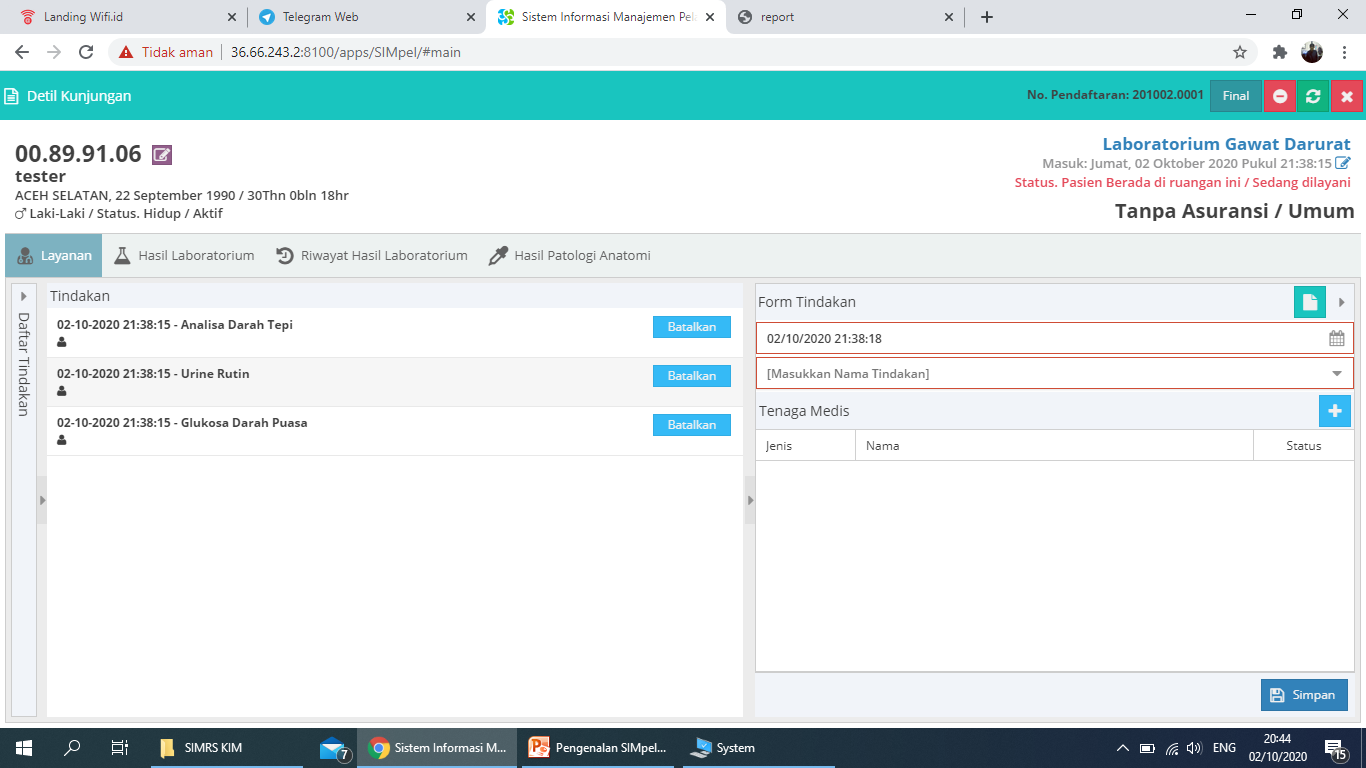 Landing Wifi.id
Telegram Web
Sistem Informasi Manajemen Pel
report
Tidak aman
36.66.243.2:8100/apps/SIMpel/#main
Detil Kunjungan
No. Pendaftaran: 201002.0001
Final
00.89.91.06
tester
ACEH SELATAN, 22 September 1990 / 30Thn 0bln 18hr
Laki-Laki / Status. Hidup / Aktif
Laboratorium Gawat Darurat
Masuk: Jumat, 02 Oktober 2020 Pukul 21:38:15
Status. Pasien Berada di ruangan ini / Sedang dilayani
Tanpa Asuransi / Umum
Layanan
Hasil Laboratorium
Riwayat Hasil Laboratorium
Hasil Patologi Anatomi
Daftar Tindakan
Tindakan
02-10-2020 21:38:15 - Analisa Darah Tepi
Batalkan
02-10-2020 21:38:15 - Urine Rutin
Batalkan
02-10-2020 21:38:15 - Glukosa Darah Puasa
Batalkan
Form Tindakan
02/10/2020 21:38:18
[Masukkan Nama Tindakan]
Tenaga Medis
Jenis
Nama
Status
Simpan
SIMRS KIM
7
Sistem Informasi M...
Pengenalan SIMpel...
System
ENG
20:44
02/10/2020
15